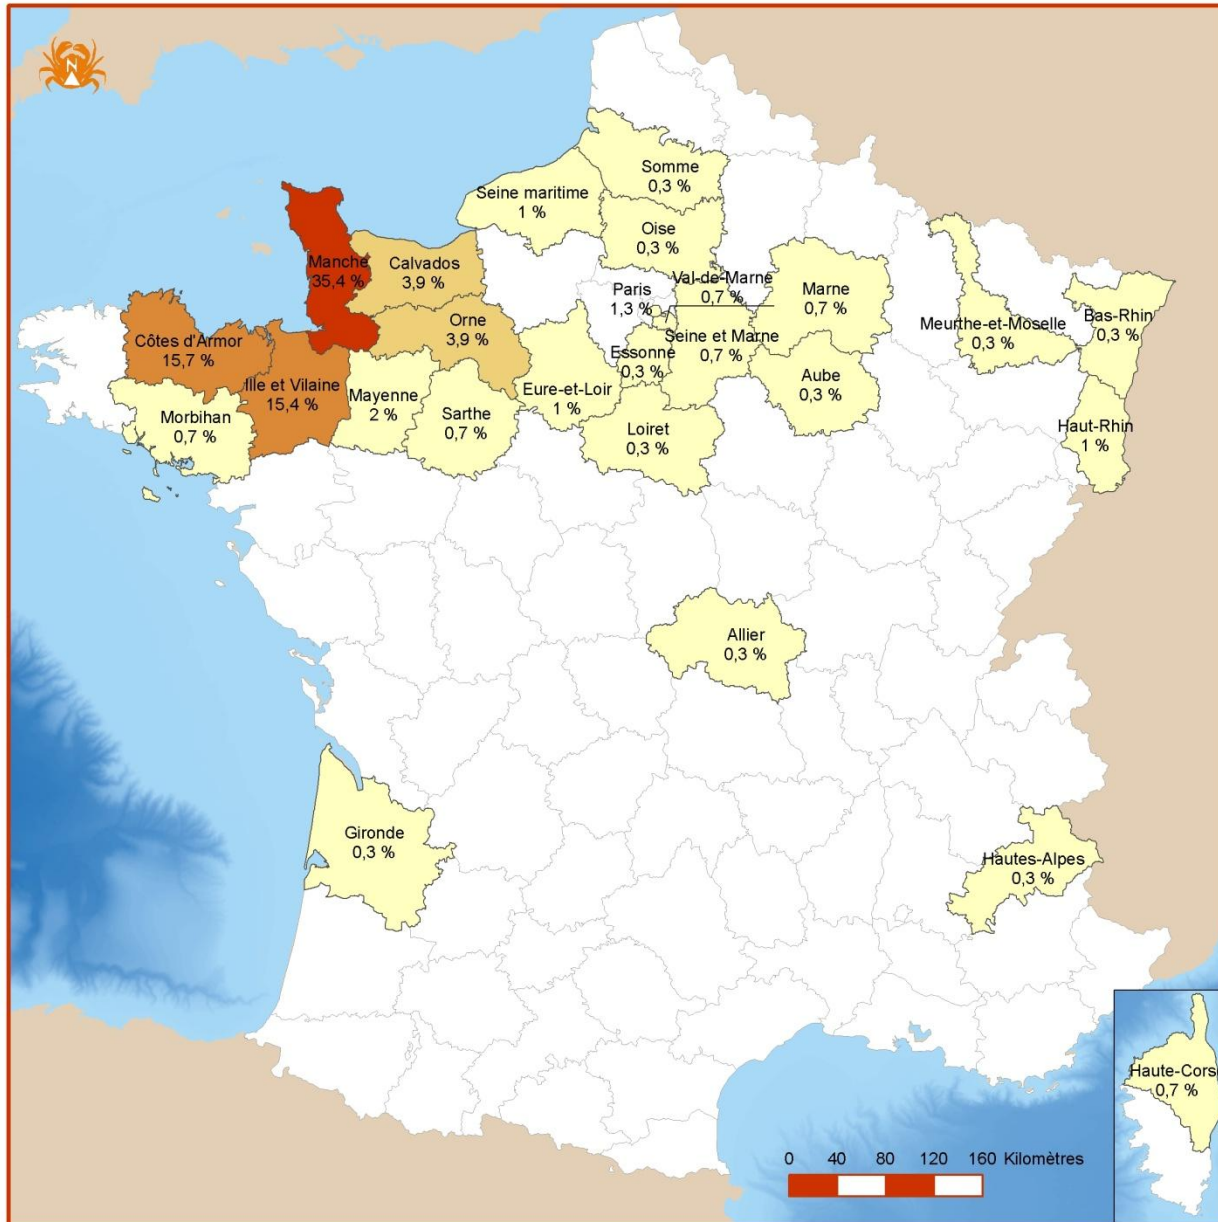 N
Somme
0,3 %
Seine maritime
1 %
Oise
0,3 %
Manche
35,4 %
Calvados
3,9 %
Paris
1,3 %
Val-de-Marne
0,7 %
Marne
0,7 %
Meurthe-et-Moselle
0,3 %
Bas-Rhin
0,3 %
Côtes d'Armor
15,7 %
Orne
3,9 %
Essonne
0,3 %
Seine et Marne
0,7 %
Ille et Vilaine
15,4 %
Mayenne
2 %
Eure-et-Loir
1 %
Aube
0,3 %
Morbihan
0,7 %
Sarthe
0,7 %
Loiret
0,3 %
Haut-Rhin
1 %
Allier
0,3 %
Gironde
0,3 %
Hautes-Alpes
0,3 %
Haute-Cors
0,7 %
0 40 80 120 160 Kilomètres